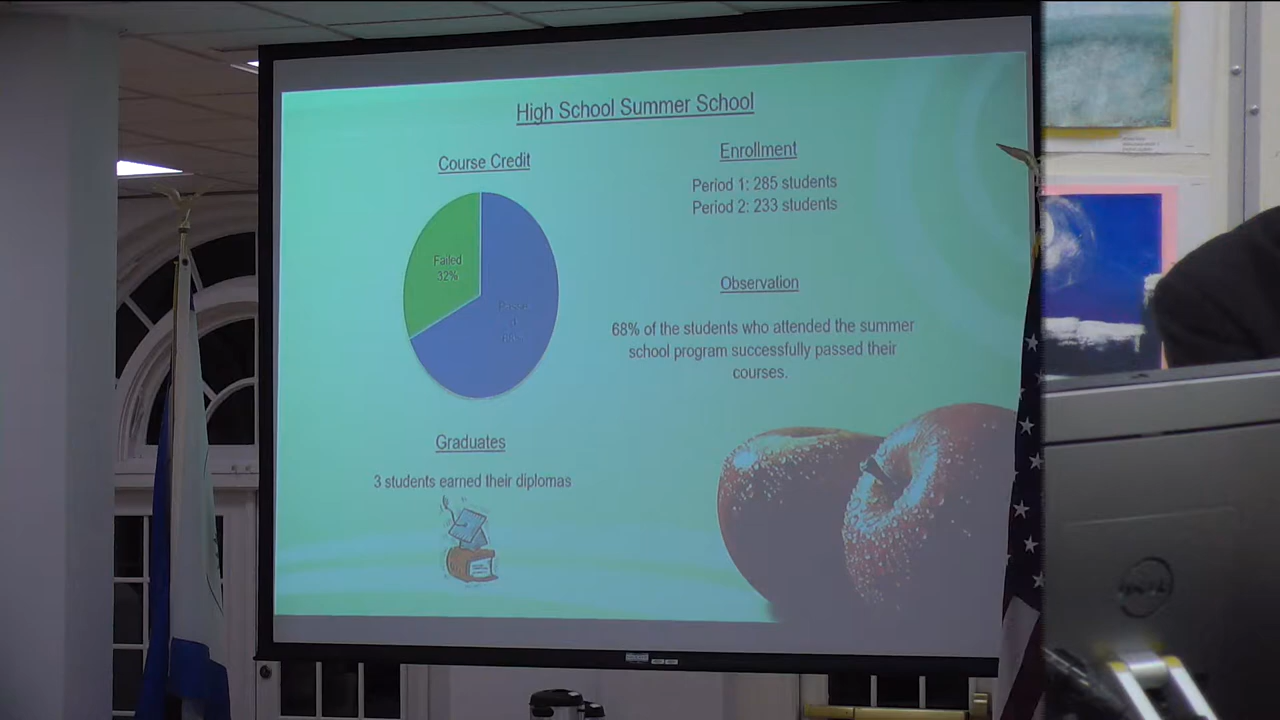 High School Summer School
Course Credit
Failed
32%
Enrollment
Period 1: 285 students
Period 2: 233 students
Observation
68% of the students who attended the summer
school program successfully passed their
courses.
Graduates
3 students earned their diplomas
DELL